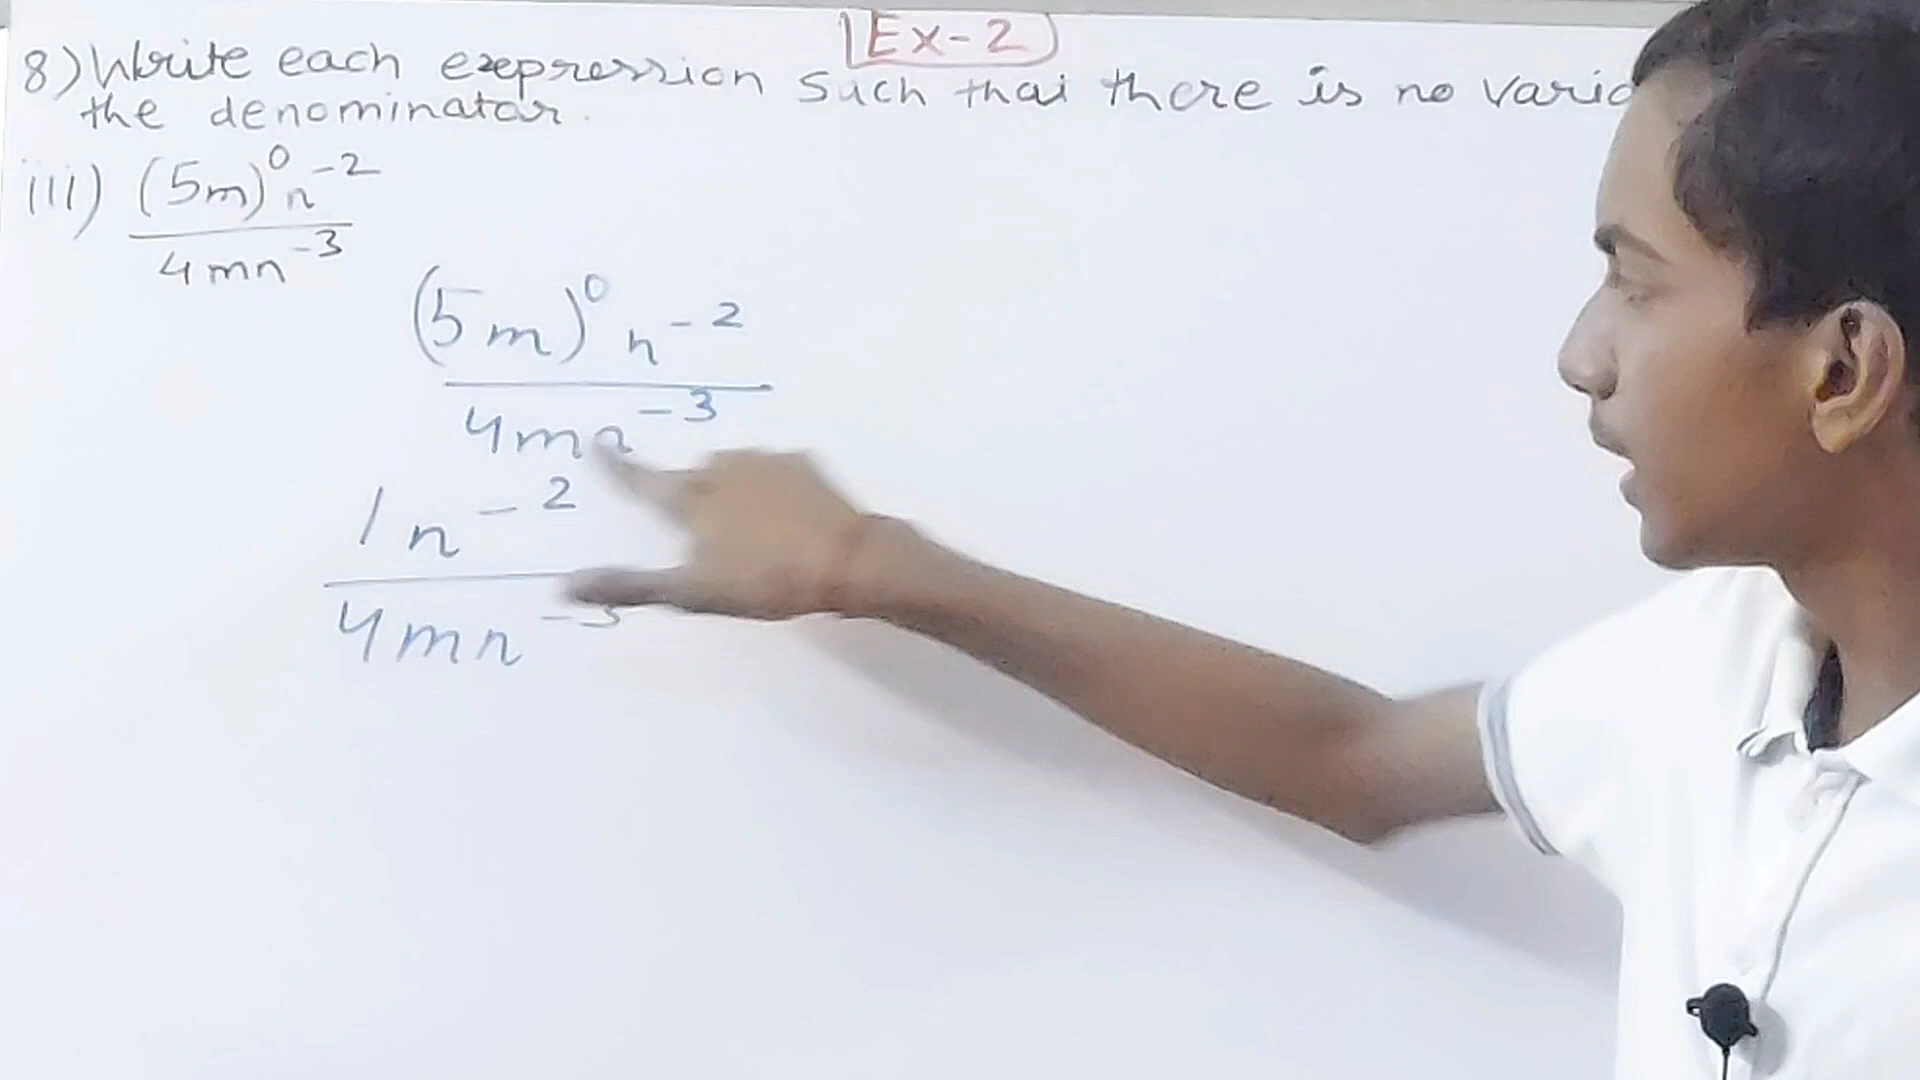 Ex-2
8) Write each expression such that there is no
the denominator.
iii) (5m)⁰n⁻²
4mn⁻³
(5m)⁰n⁻²
4mn⁻³
1n⁻²
4mn⁻³